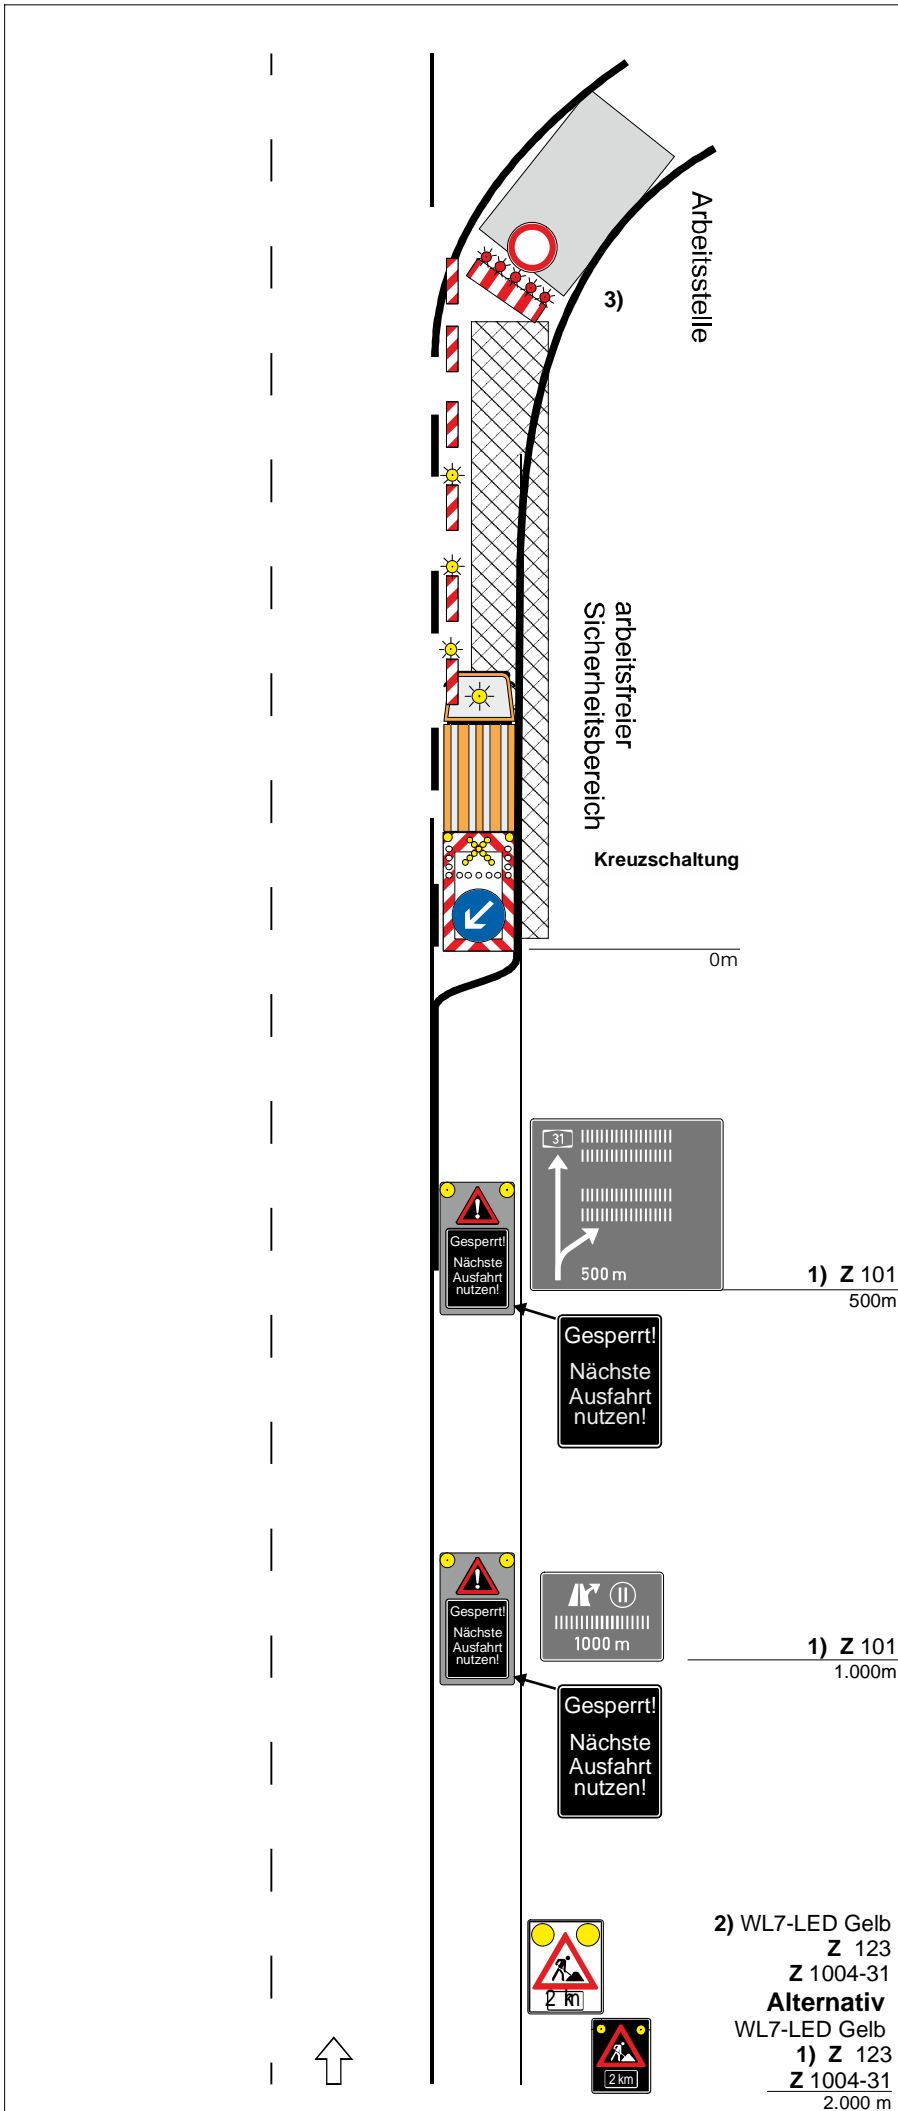 Arbeitsstelle
3)
arbeitsfreier
Sicherheitsbereich
Kreuzschaltung
0m
31
500 m
Gesperrt!
Nächste
Ausfahrt
nutzen!
1) Z 101
500m
Gesperrt!
Nächste
Ausfahrt
nutzen!
1000 m
Gesperrt!
Nächste
Ausfahrt
nutzen!
1) Z 101
1.000m
Gesperrt!
Nächste
Ausfahrt
nutzen!
2) WL7-LED Gelb
Z 123
Z 1004-31
2 km
Alternativ
WL7-LED Gelb
1) Z 123
Z 1004-31
2 km
2.000 m